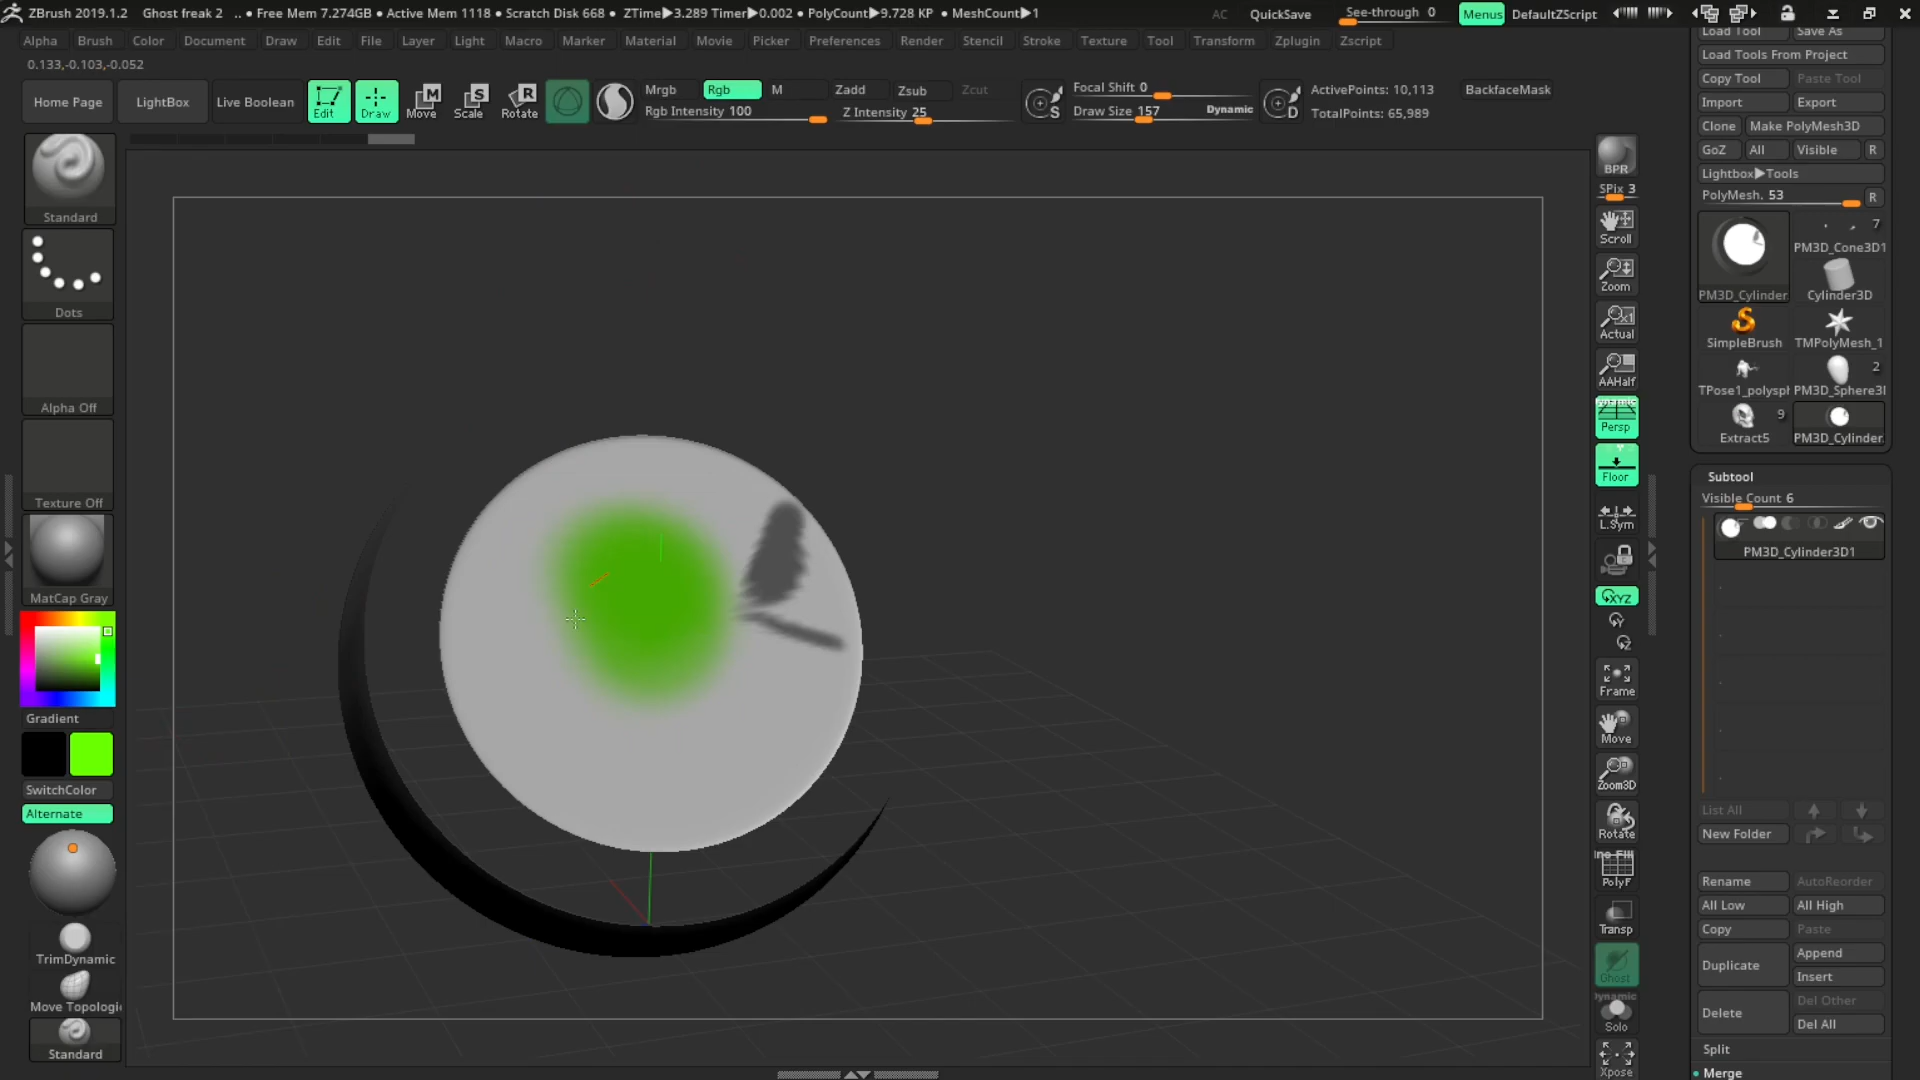 ZBrush 2019.1.2 Ghost freak 2 .. • Free Mem 7.274GB • Active Mem 1118 • Scratch Disk 668 • ZTime▶3.289 Timer▶0.002 • PolyCount▶9.728 KP • MeshCount▶1 AC QuickSave See-through 0 Menus DefaultZScript
Alpha Brush Color Document Draw Edit File Layer Light Macro Marker Material Movie Picker Preferences Render Stencil Stroke Texture Tool Transform Zplugin Zscript
0.133,-0.103,-0.052
Home Page LightBox Live Boolean Edit Draw Move Scale Rotate
Mrgb Rgb M Zadd Zsub Zcut
Rgb Intensity 100 Z Intensity 25
Focal Shift 0
Draw Size 157 Dynamic
ActivePoints: 10,113
TotalPoints: 65,989
BackfaceMask
Standard
Dots
Alpha Off
Texture Off
MatCap Gray
Gradient
SwitchColor
Alternate
TrimDynamic
Move Topologi
Standard
BPR
SPix 3
Scroll
Zoom
Actual
AAHalf
Persp
Floor
L.Sym
XYZ
Frame
Move
Zoom3D
Rotate
PolyF
Transp
Ghost
Dynamic
Solo
Xpose
Load Tool Save As
Load Tools From Project
Copy Tool Paste Tool
Import Export
Clone Make PolyMesh3D
GoZ All Visible R
Lightbox▶Tools
PolyMesh. 53 R
7
PM3D_Cone3D1
PM3D_Cylinder Cylinder3D
SimpleBrush TMPolyMesh_1
2
TPose1_polysph PM3D_Sphere3I
9
Extract5 PM3D_Cylinder
Subtool
Visible Count 6
PM3D_Cylinder3D1
List All
New Folder
Rename AutoReorder
All Low All High
Copy Paste
Duplicate Append
Insert
Delete Del Other
Del All
Split
Merge